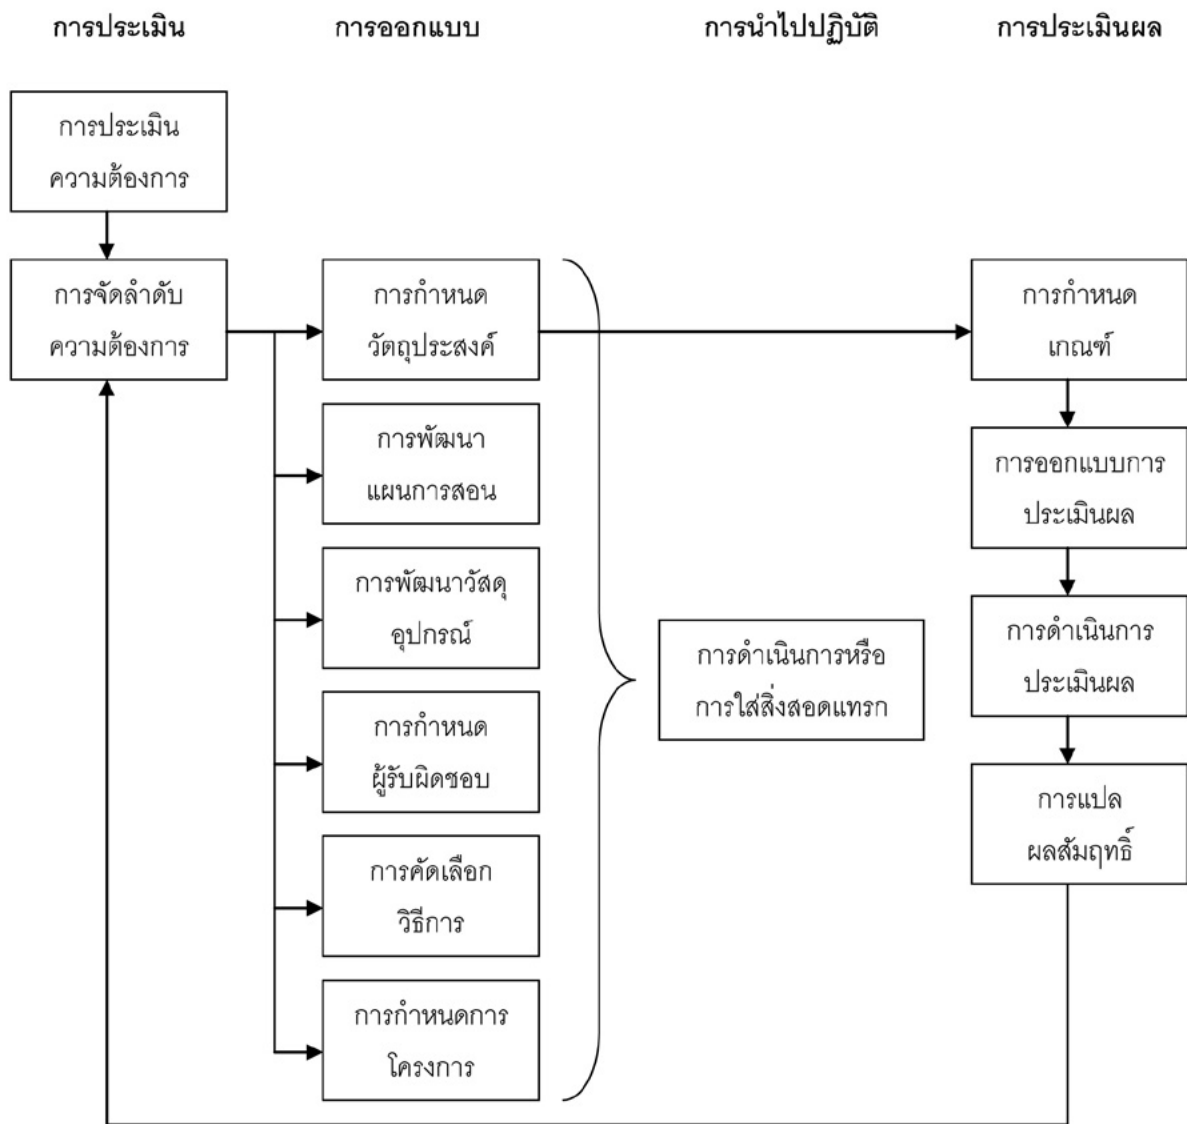 การประเมิน
การออกแบบ
การนำไปปฏิบัติ
การประเมินผล
การประเมิน
ความต้องการ
การจัดลำดับ
ความต้องการ
การกำหนด
วัตถุประสงค์
การพัฒนา
แผนการสอน
การพัฒนาวัสดุ
อุปกรณ์
การกำหนด
ผู้รับผิดชอบ
การคัดเลือก
วิธีการ
การกำหนดการ
โครงการ
การดำเนินการหรือ
การใส่สิ่งสอดแทรก
การกำหนด
เกณฑ์
การออกแบบการ
ประเมินผล
การดำเนินการ
ประเมินผล
การแปล
ผลสัมฤทธิ์